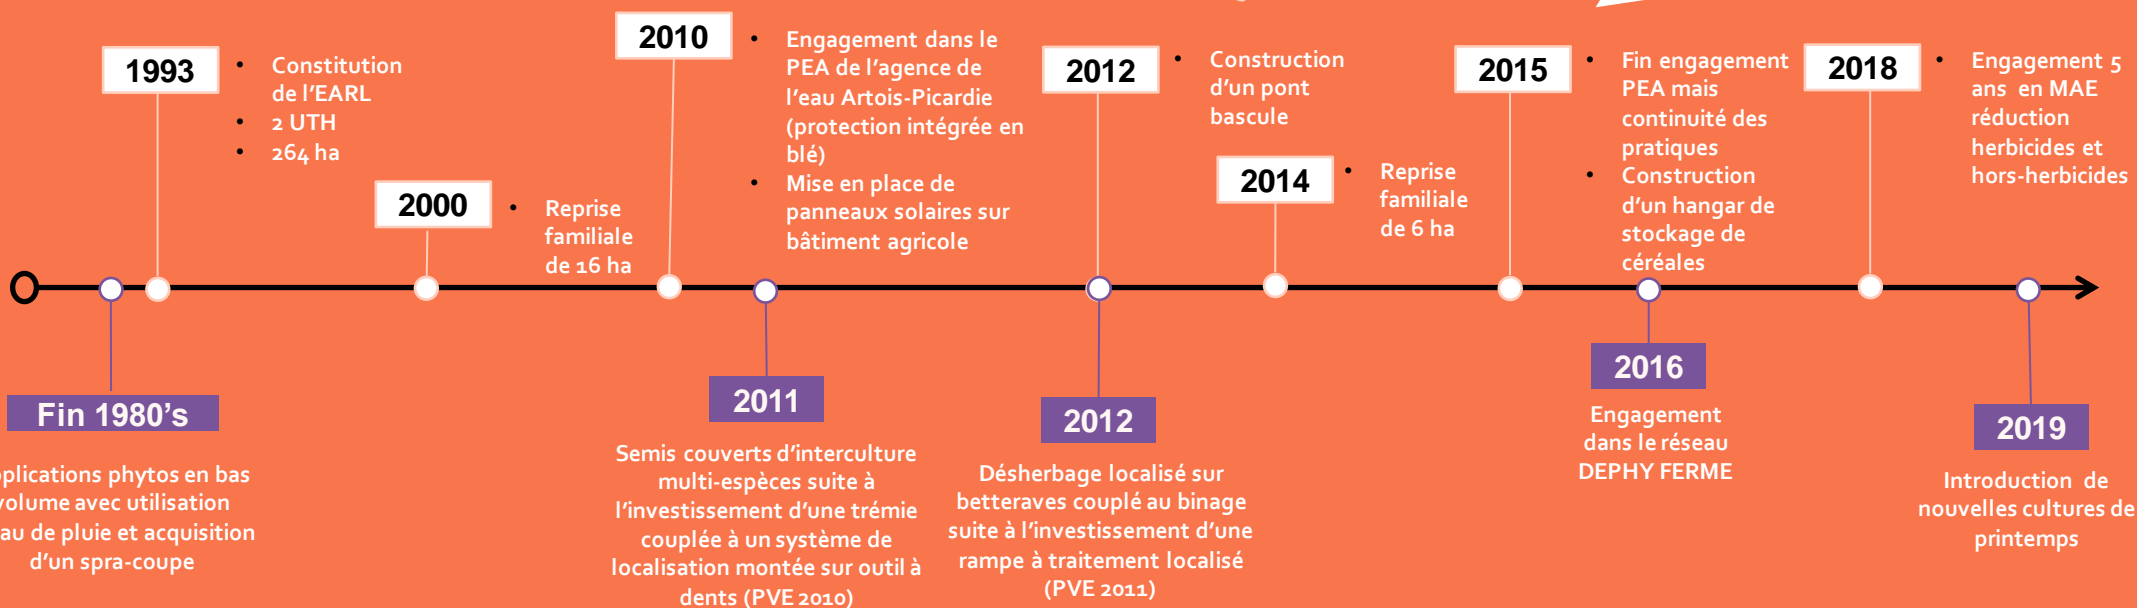 1993
• Constitution
de l'EARL
• 2 UTH
• 264 ha
2000
• Reprise
familiale
de 16 ha
2010
• Engagement dans le
PEA de l'agence de
l'eau Artois-Picardie
(protection intégrée en
blé)
• Mise en place de
panneaux solaires sur
bâtiment agricole
2012
• Construction
d'un pont
bascule
2014
• Reprise
familiale
de 6 ha
2015
• Fin engagement
PEA mais
continuité des
pratiques
• Construction
d'un hangar de
stockage de
céréales
2018
• Engagement 5
ans en MAE
réduction
herbicides et
hors-herbicides
Fin 1980's
phytos en bas
avec utilisation
de pluie et acquisition
d'un spra-coupe
2011
Semis couverts d'interculture
multi-espèces suite à
l'investissement d'une trémie
couplée à un système de
localisation montée sur outil à
dents (PVE 2010)
2012
Désherbage localisé sur
betteraves couplé au binage
suite à l'investissement d'une
rampe à traitement localisé
(PVE 2011)
2016
Engagement
dans le réseau
DEPHY FERME
2019
Introduction de
nouvelles cultures de
printemps